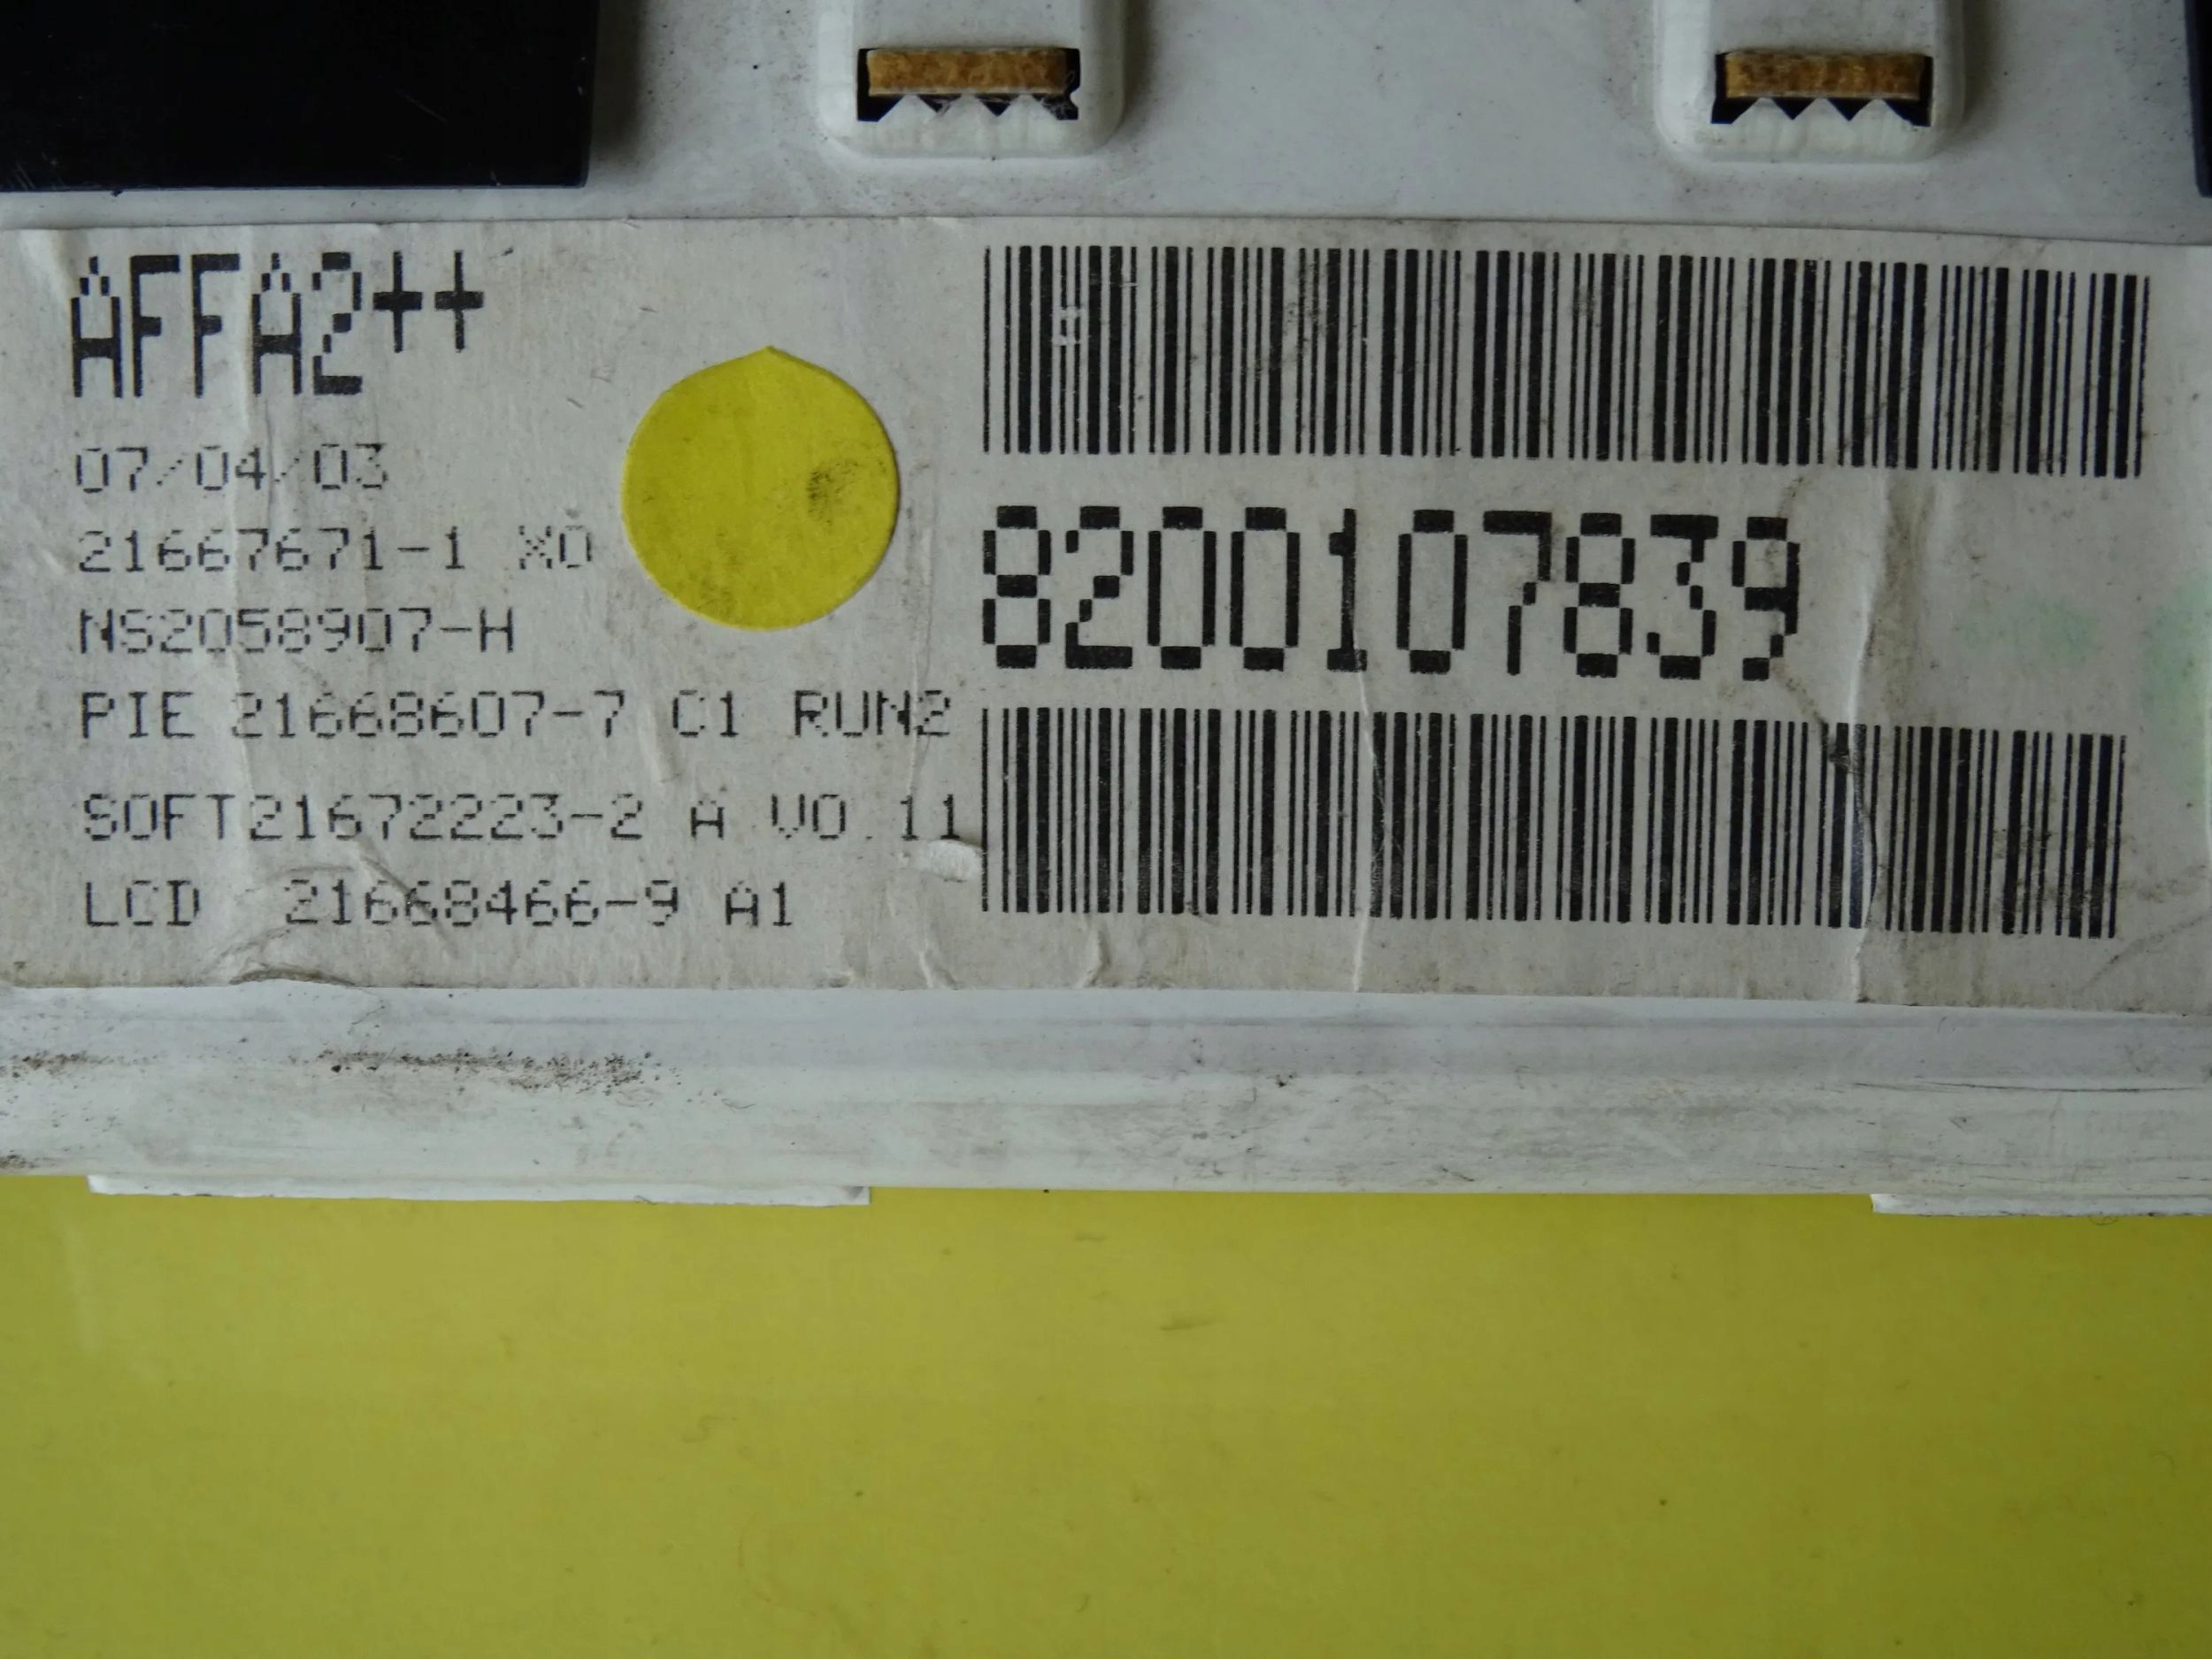 AFFA2++
07/04/03
21667671-1 X0
NS2058907-H
PIE 21668607-7 C1 RUN2
SOFT21672223-2 A V0.11
LCD 21668466-9 A1
8200107839